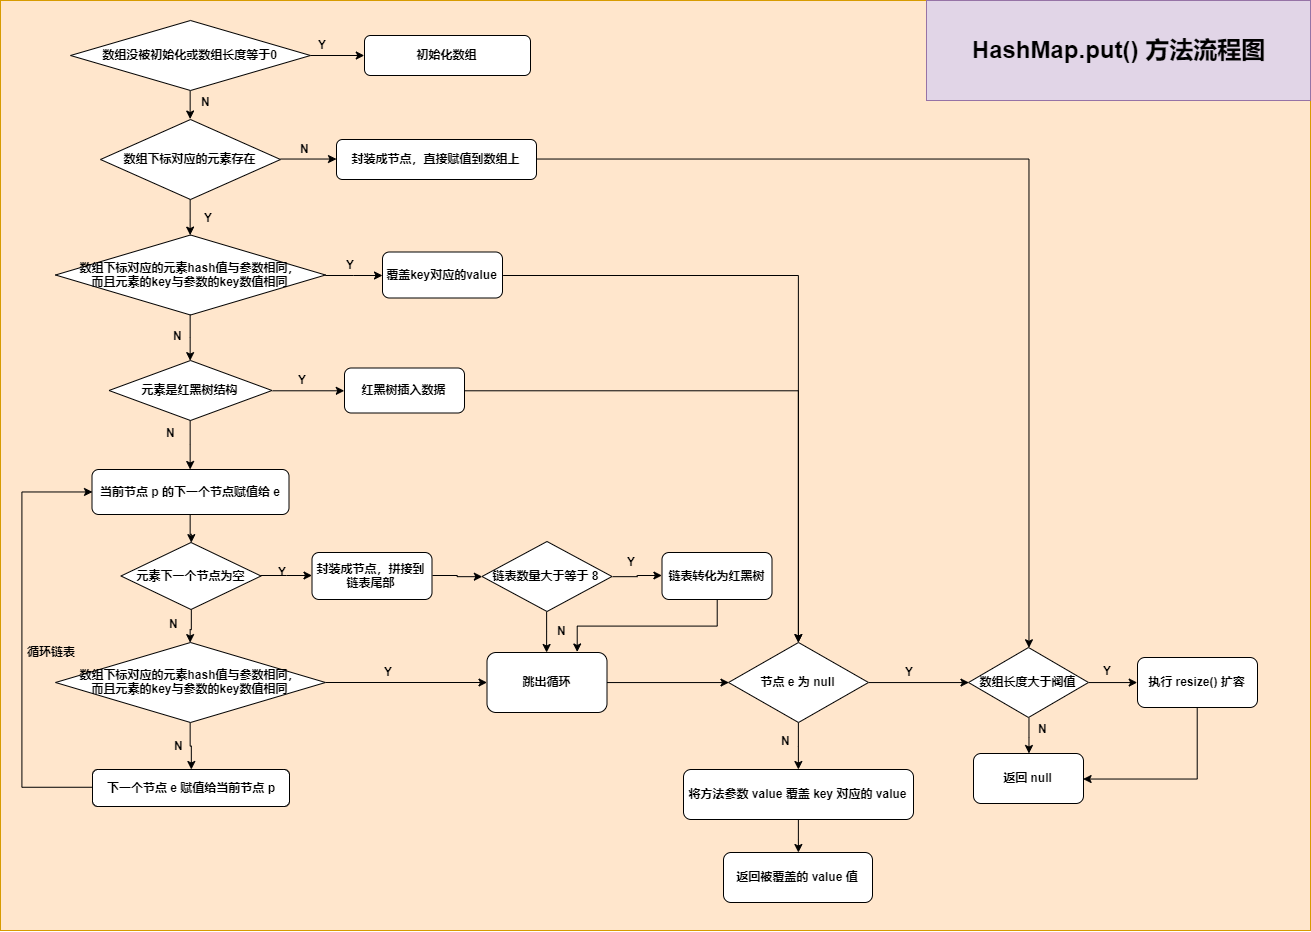 HashMap.put() 方法流程图
数组没被初始化或数组长度等于0
Y
初始化数组
N
数组下标对应的元素存在
N
封装成节点，直接赋值到数组上
Y
数组下标对应的元素hash值与参数相同，
而且元素的key与参数的key数值相同
Y
覆盖key对应的value
N
元素是红黑树结构
Y
红黑树插入数据
N
当前节点 p 的下一个节点赋值给 e
元素下一个节点为空
Y
封装成节点，拼接到
链表尾部
链表数量大于等于 8
Y
链表转化为红黑树
N
N
循环链表
数组下标对应的元素hash值与参数相同，
而且元素的key与参数的key数值相同
Y
跳出循环
节点 e 为 null
Y
数组长度大于阀值
Y
执行 resize() 扩容
N
下一个节点 e 赋值给当前节点 p
N
将方法参数 value 覆盖 key 对应的 value
N
返回 null
返回被覆盖的 value 值